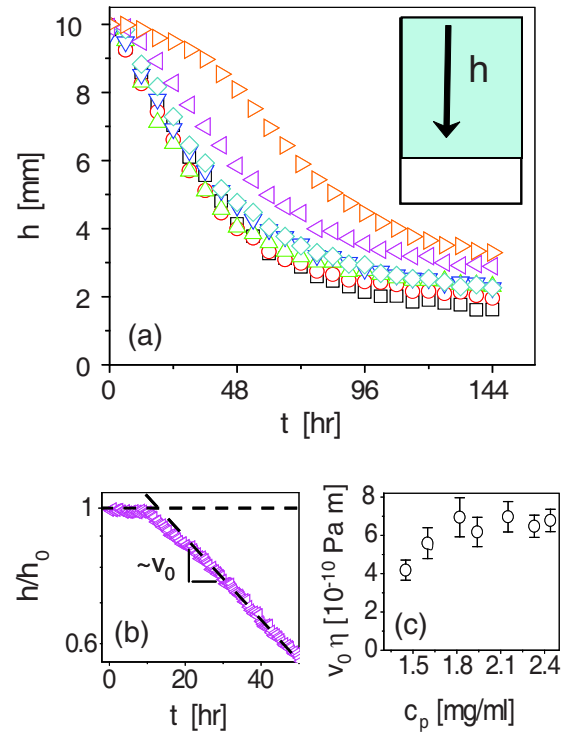 10
8
6
4
2
0
h [mm]
h
(a)
0 48 96 144
t [hr]
1
0.6
h/h0
~v0
(b)
0 20 40
t [hr]
8
6
4
2
0
v0 η [10-10 Pa m]
(c)
1.5 1.8 2.1 2.4
cp [mg/ml]